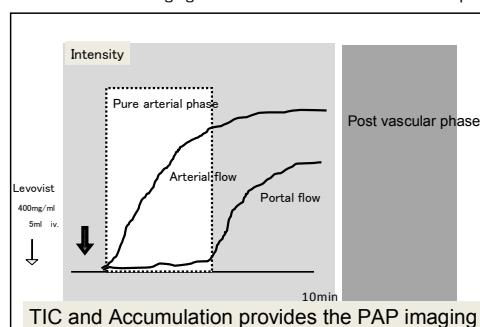 Intensity
Pure arterial phase
Post vascular phase
Arterial flow
Portal flow
Levovist
400mg/ml
5ml iv.
10min
TIC and Accumulation provides the PAP imaging